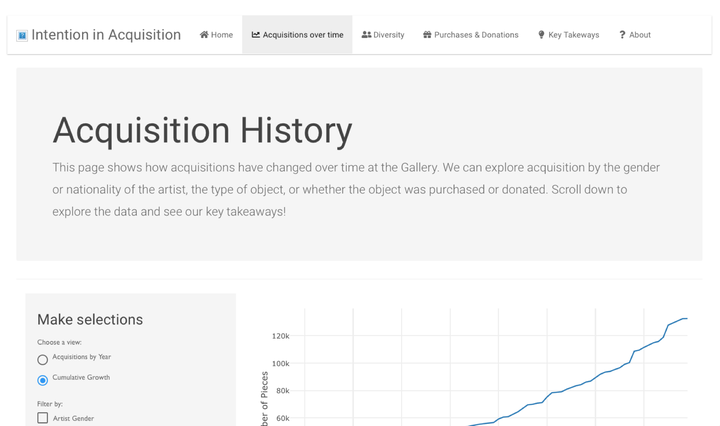 Intention in Acquisition Home Acquisitions over time Diversity Purchases & Donations Key Takeways About
Acquisition History
This page shows how acquisitions have changed over time at the Gallery. We can explore acquisition by the gender
or nationality of the artist, the type of object, or whether the object was purchased or donated. Scroll down to
explore the data and see our key takeaways!
Make selections
Choose a view:
Acquisitions by Year
Cumulative Growth
Filter by:
Artist Gender
120k
100k
80k
60k
ber of Pieces